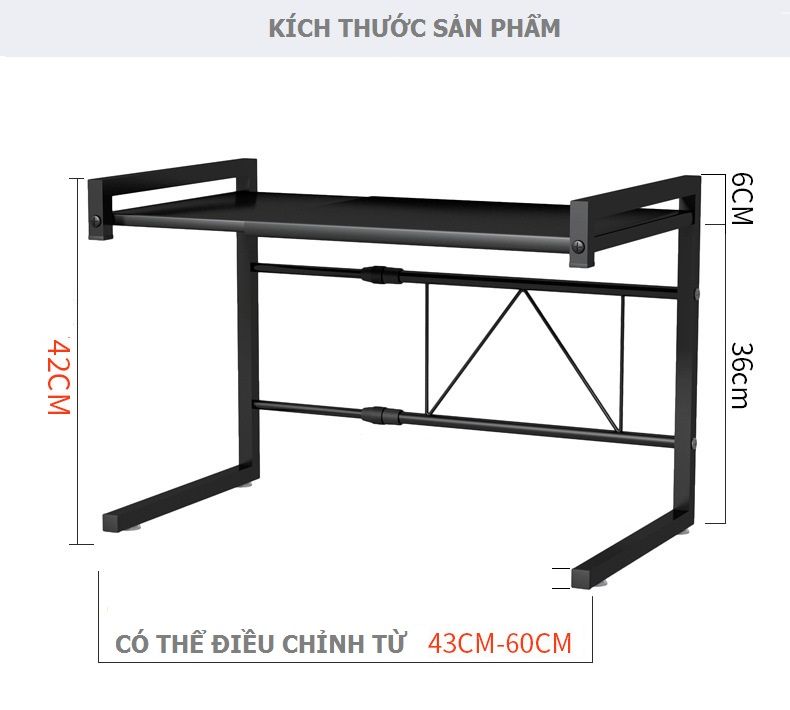 KÍCH THƯỚC SẢN PHẨM
6CM
42CM
36cm
CÓ THỂ ĐIỀU CHỈNH TỪ 43CM-60CM